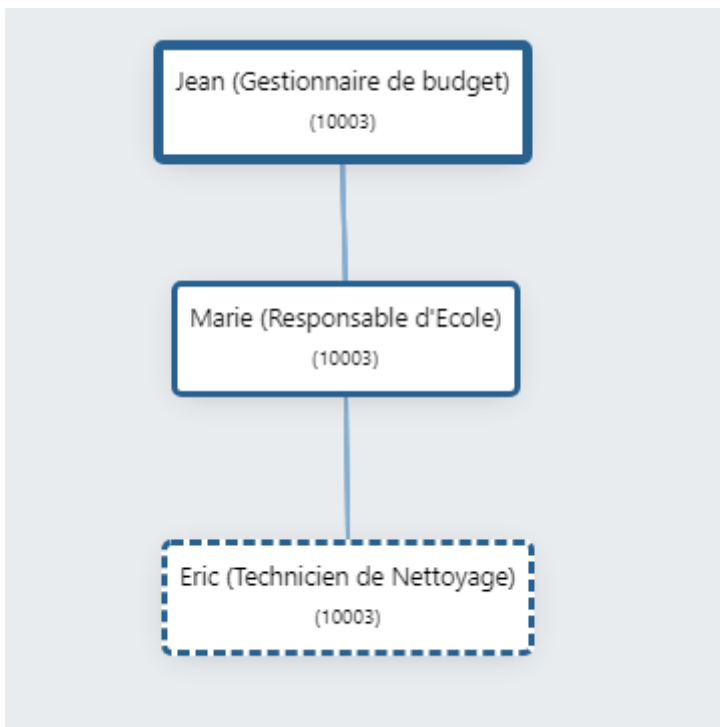 Jean (Gestionnaire de budget)
(10003)
Marie (Responsable d'Ecole)
(10003)
Eric (Technicien de Nettoyage)
(10003)